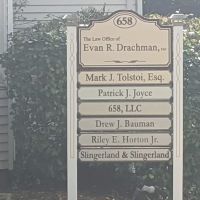 658
The Law Office of
Evan R. Drachman,
Mark J. Tolstoi, Esq.
Patrick J. Joyce
658, LLC
Drew J. Bauman
Riley E. Horton Jr.
Slingerland & Slingerland